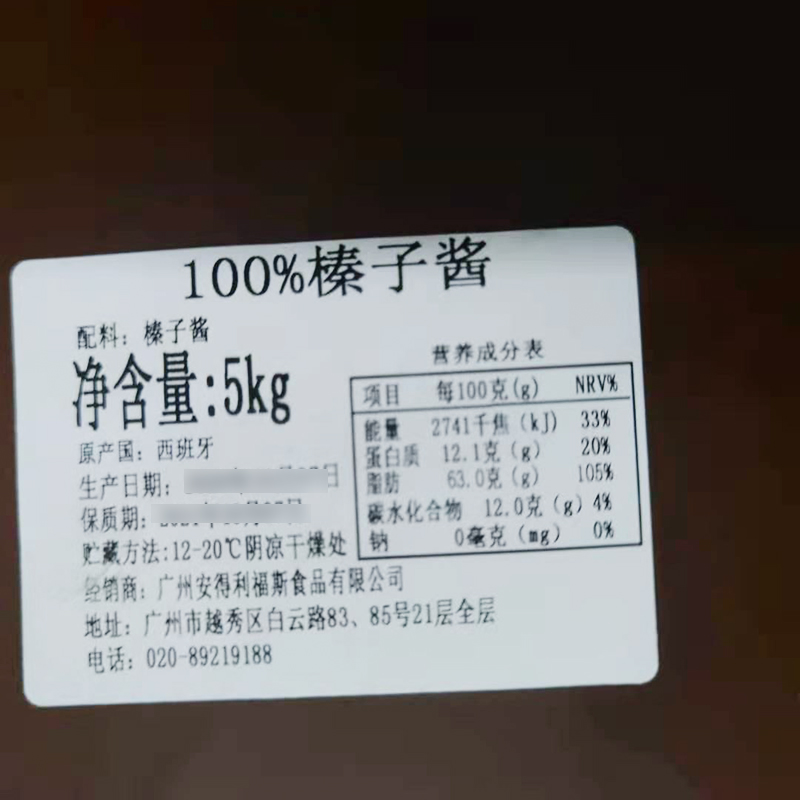 100%榛子酱
配料：榛子酱
净含量:5kg
原产国：西班牙
生产日期：
保质期：
贮藏方法:12-20℃阴凉干燥处
经销商：广州安得利福斯食品有限公司
地址：广州市越秀区白云路83、85号21层全层
电话：020-89219188
营养成分表
项目 每100克(g) NRV%
能量 2741千焦（kJ） 33%
蛋白质 12.1克（g） 20%
脂肪 63.0克（g） 105%
碳水化合物 12.0克（g）4%
钠 0毫克（mg） 0%